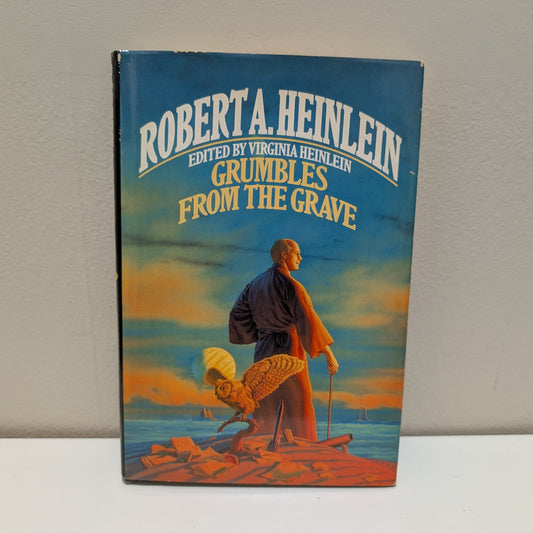 ROBERT A. HEINLEIN
EDITED BY VIRGINIA HEINLEIN
GRUMBLES
FROM THE GRAVE